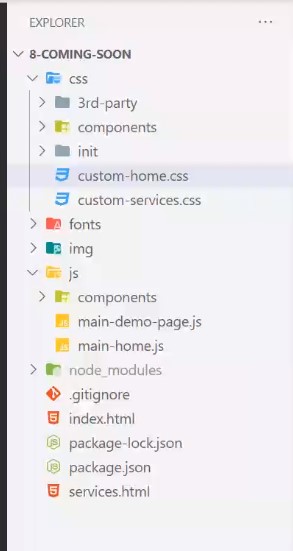 EXPLORER
8-COMING-SOON
css
3rd-party
components
init
custom-home.css
custom-services.css
fonts
img
js
components
main-demo-page.js
main-home.js
node_modules
.gitignore
index.html
package-lock.json
package.json
services.html